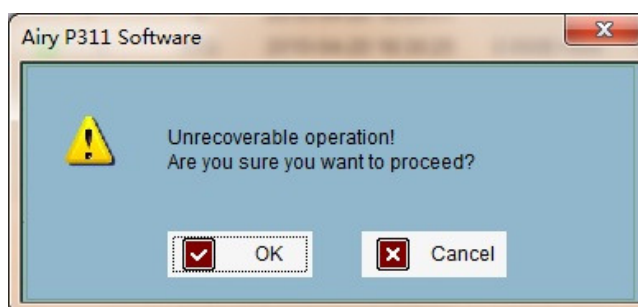 Airy P311 Software
Unrecoverable operation!
Are you sure you want to proceed?
OK
Cancel